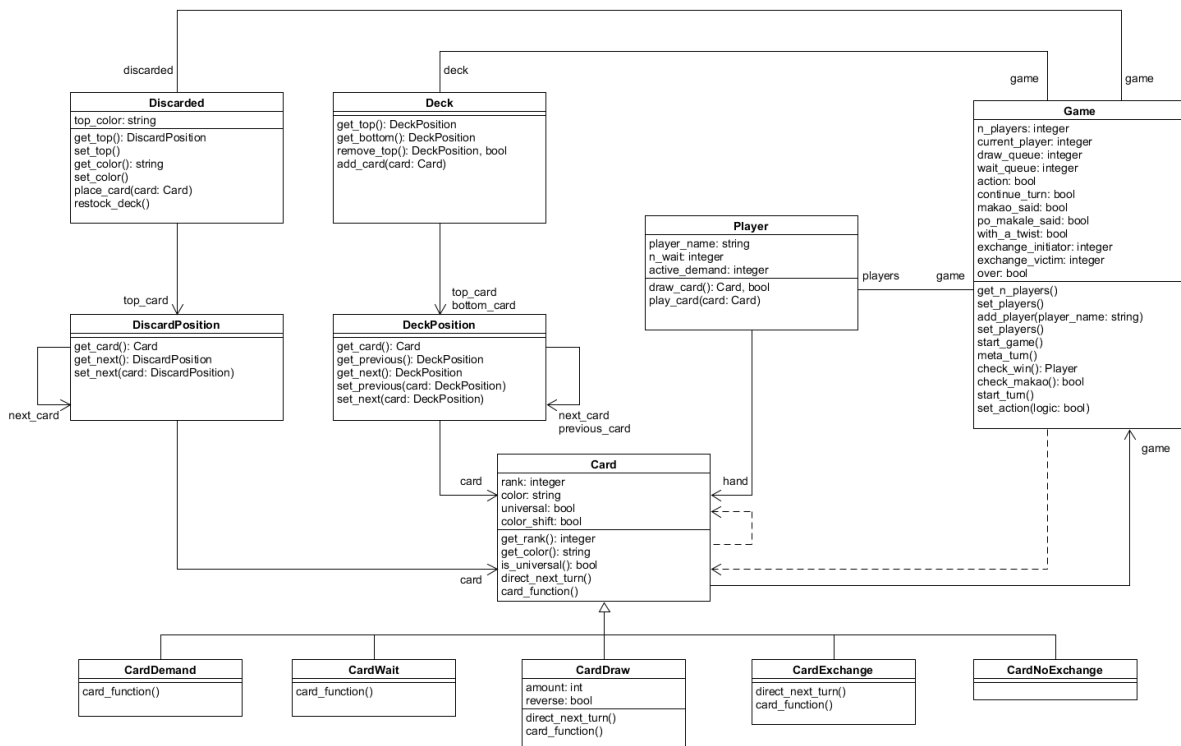 discarded
deck
game
game
Discarded
top_color: string
get_top(): DiscardPosition
set_top()
get_color(): string
set_color()
place_card(card: Card)
restock_deck()
Deck
get_top(): DeckPosition
get_bottom(): DeckPosition
remove_top(): DeckPosition, bool
add_card(card: Card)
Game
n_players: integer
current_player: integer
draw_queue: integer
wait_queue: integer
action: bool
continue_turn: bool
makao_said: bool
po_makale_said: bool
with_a_twist: bool
exchange_initiator: integer
exchange_victim: integer
over: bool
get_n_players()
set_players()
add_player(player_name: string)
set_players()
start_game()
meta_turn()
check_win(): Player
check_makao(): bool
start_turn()
set_action(logic: bool)
Player
player_name: string
n_wait: integer
active_demand: integer
draw_card(): Card, bool
play_card(card: Card)
players
game
top_card
top_card
bottom_card
DiscardPosition
get_card(): Card
get_next(): DiscardPosition
set_next(card: DiscardPosition)
next_card
DeckPosition
get_card(): Card
get_previous(): DeckPosition
get_next(): DeckPosition
set_previous(card: DeckPosition)
set_next(card: DeckPosition)
next_card
previous_card
card
hand
game
card
Card
rank: integer
color: string
universal: bool
color_shift: bool
get_rank(): integer
get_color(): string
is_universal(): bool
direct_next_turn()
card_function()
CardDemand
card_function()
CardWait
card_function()
CardDraw
amount: int
reverse: bool
direct_next_turn()
card_function()
CardExchange
direct_next_turn()
card_function()
CardNoExchange